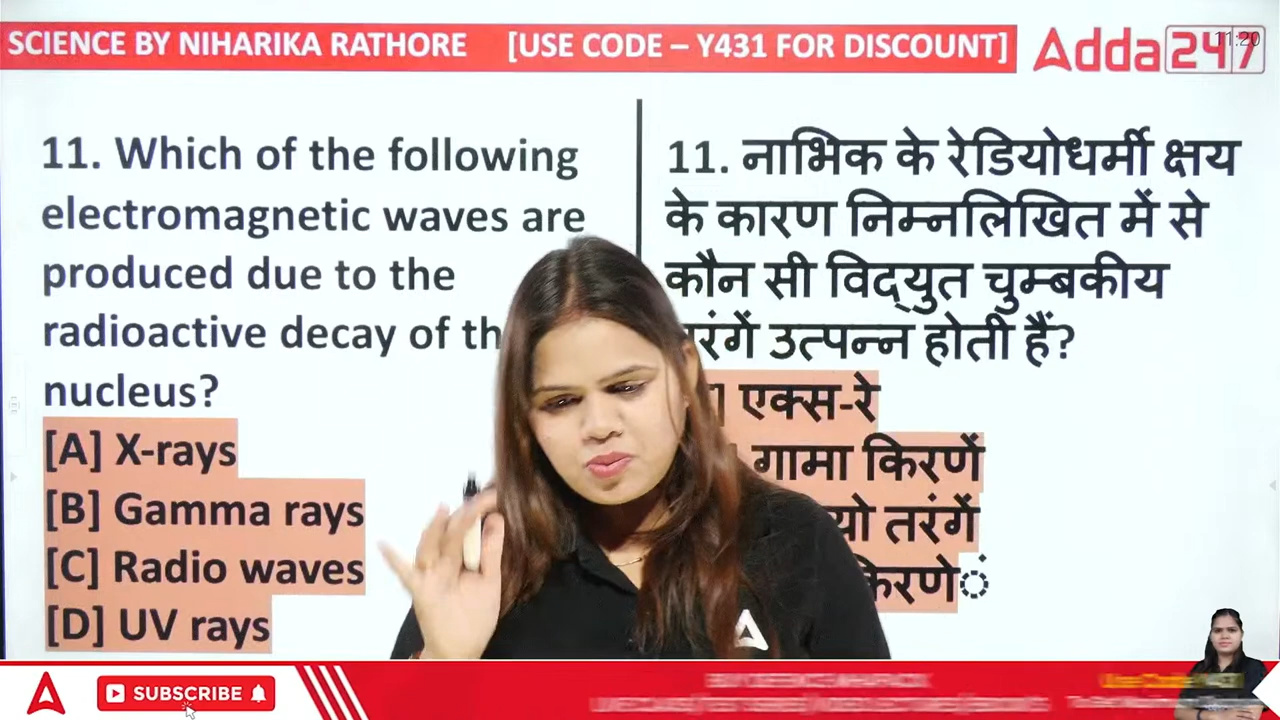 SCIENCE BY NIHARIKA RATHORE [USE CODE – Y431 FOR DISCOUNT]
Adda247
11:20
11. Which of the following
electromagnetic waves are
produced due to the
radioactive decay of th
nucleus?
[A] X-rays
[B] Gamma rays
[C] Radio waves
[D] UV rays
11. नाभिक के रेडियोधर्मी क्षय
के कारण निम्नलिखित में से
कौन सी विद्युत चुम्बकीय
रंगें उत्पन्न होती हैं?
] एक्स-रे
गामा किरणें
यो तरंगें
किरणें
SUBSCRIBE